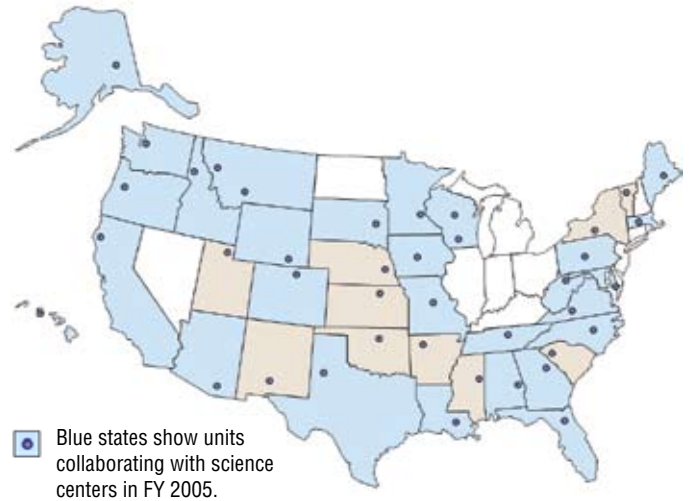 Blue states show units
collaborating with science
centers in FY 2005.